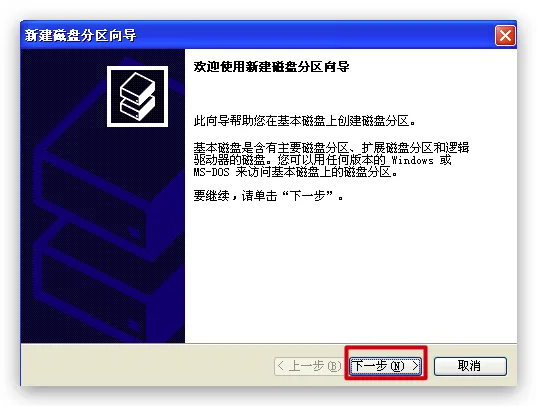 新建磁盘分区向导
欢迎使用新建磁盘分区向导
此向导帮助您在基本磁盘上创建磁盘分区。
基本磁盘是含有主要磁盘分区、扩展磁盘分区和逻辑
驱动器的磁盘。您可以用任何版本的 Windows 或
MS-DOS 来访问基本磁盘上的磁盘分区。
要继续，请单击“下一步”。
< 上一步(B)
下一步(N) >
取消